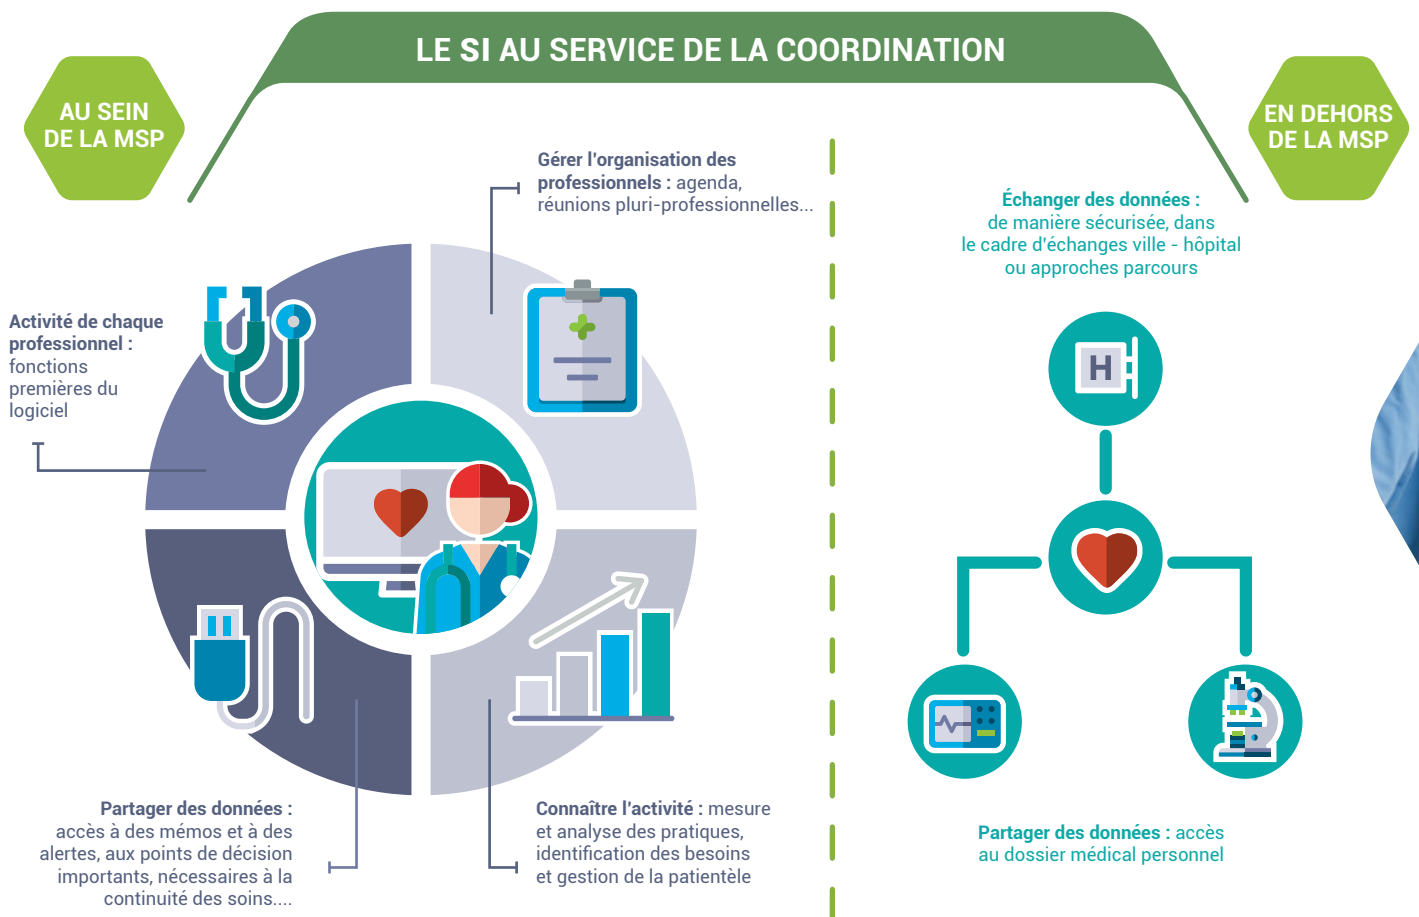 LE SI AU SERVICE DE LA COORDINATION
AU SEIN
DE LA MSP
EN DEHORS
DE LA MSP
Gérer l'organisation des
professionnels : agenda,
réunions pluri-professionnelles...
Activité de chaque
professionnel :
fonctions
premières du
logiciel
Partager des données :
accès à des mémos et à des
alertes, aux points de décision
importants, nécessaires à la
continuité des soins....
Connaître l'activité : mesure
et analyse des pratiques,
identification des besoins
et gestion de la patientèle
Échanger des données :
de manière sécurisée, dans
le cadre d'échanges ville - hôpital
ou approches parcours
H
Partager des données : accès
au dossier médical personnel